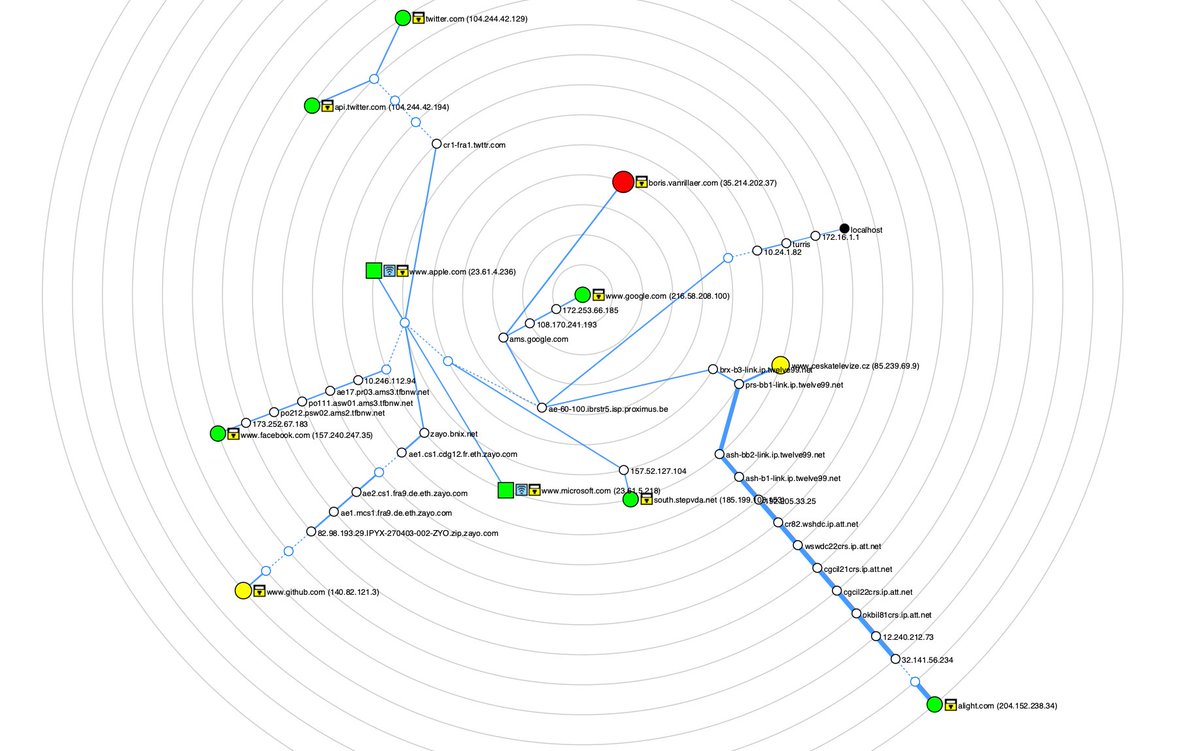 twitter.com (104.244.42.129)
api.twitter.com (104.244.42.194)
cr1-fra1.twttr.com
boris.vanrillaer.com (35.214.202.37)
localhost
172.16.1.1
turris
10.24.1.82
www.apple.com (23.61.4.236)
www.google.com (216.58.208.100)
172.253.66.185
108.170.241.193
ams.google.com
www.ceskatelevize.cz (85.239.69.9)
brx-b3-link.ip.twelve99.net
prs-bb1-link.ip.twelve99.net
10.246.112.94
ae17.pr03.ams3.tfbnw.net
po111.asw01.ams3.tfbnw.net
po212.psw02.ams2.tfbnw.net
173.252.67.183
www.facebook.com (157.240.247.35)
ae-60-100.ibrstr5.isp.proximus.be
zayo.bnix.net
ae1.cs1.cdg12.fr.eth.zayo.com
ash-bb2-link.ip.twelve99.net
157.52.127.104
ash-b1-link.ip.twelve99.net
ae2.cs1.fra9.de.eth.zayo.com
www.microsoft.com (23.61.5.218)
south.stepvda.net (185.199.
.205.33.25
ae1.mcs1.fra9.de.eth.zayo.com
cr82.wshdc.ip.att.net
82.98.193.29.IPYX-270403-002-ZYO.zip.zayo.com
wswdc22crs.ip.att.net
cgcil21crs.ip.att.net
www.github.com (140.82.121.3)
cgcil22crs.ip.att.net
okbil81crs.ip.att.net
12.240.212.73
32.141.56.234
alight.com (204.152.238.34)